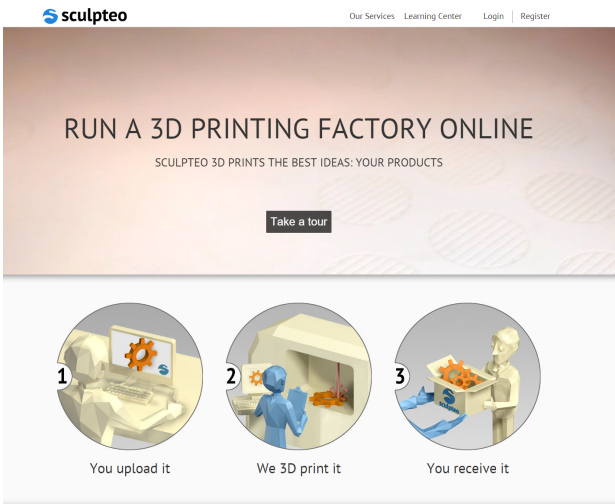 sculpteo
Our Services Learning Center Login Register
RUN A 3D PRINTING FACTORY ONLINE
SCULPTEO 3D PRINTS THE BEST IDEAS: YOUR PRODUCTS
Take a tour
1
2
3
sculpteo
You upload it
We 3D print it
You receive it